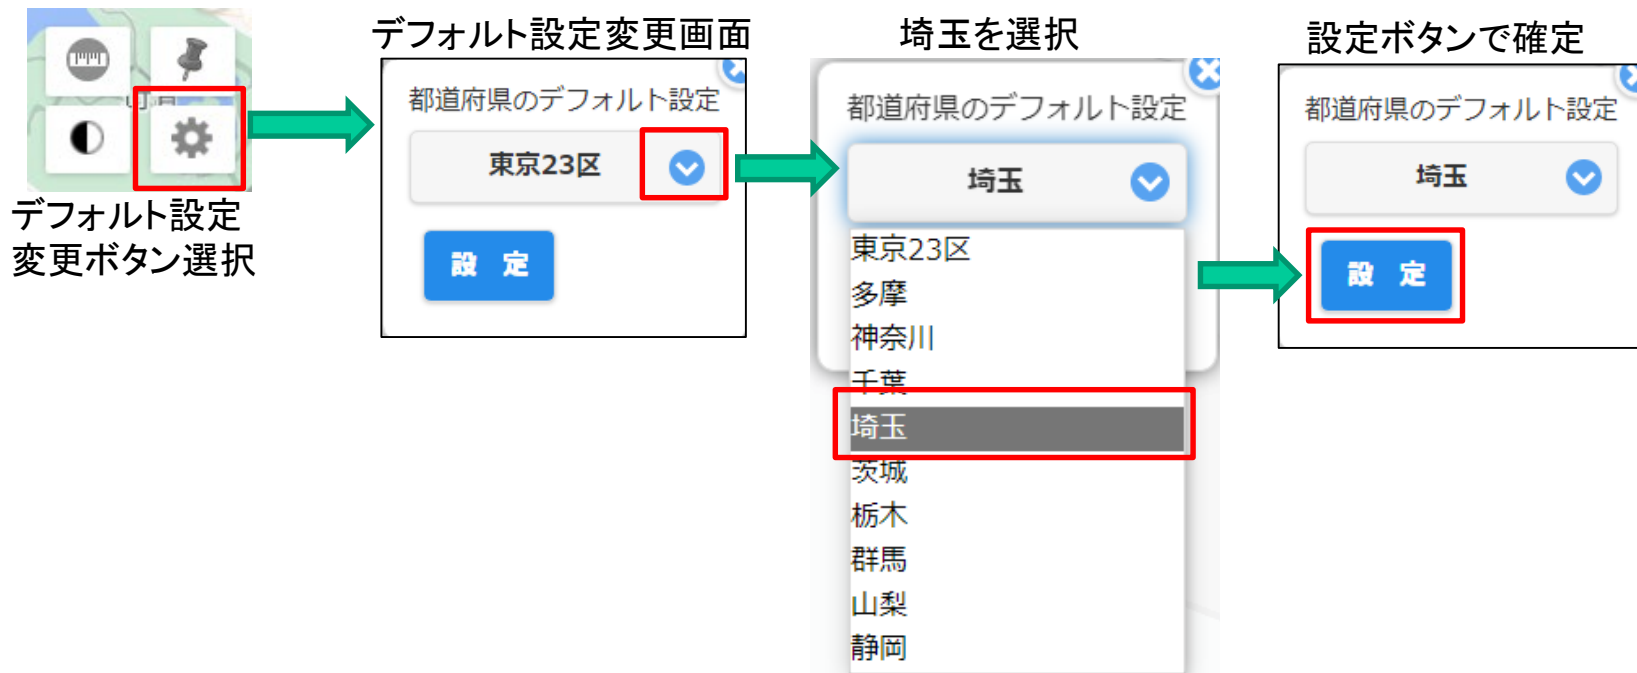 デフォルト設定
変更ボタン選択
デフォルト設定変更画面
都道府県のデフォルト設定
東京23区
設 定
埼玉を選択
都道府県のデフォルト設定
埼玉
東京23区
多摩
神奈川
千葉
埼玉
茨城
栃木
群馬
山梨
静岡
設定ボタンで確定
都道府県のデフォルト設定
埼玉
設 定